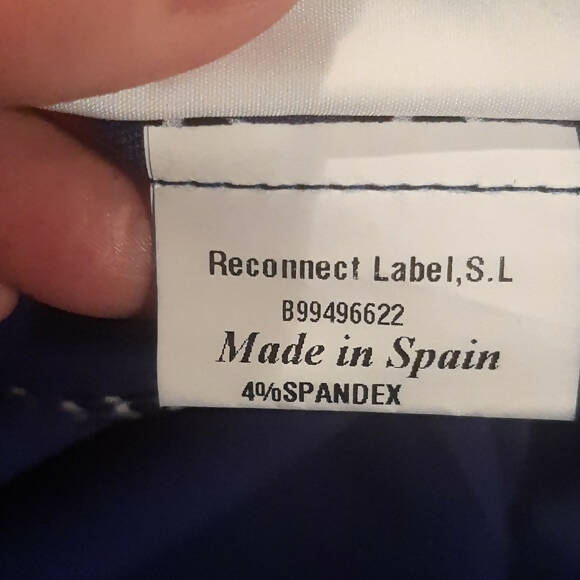 Reconnect Label,S.L
B99496622
Made in Spain
4%SPANDEX